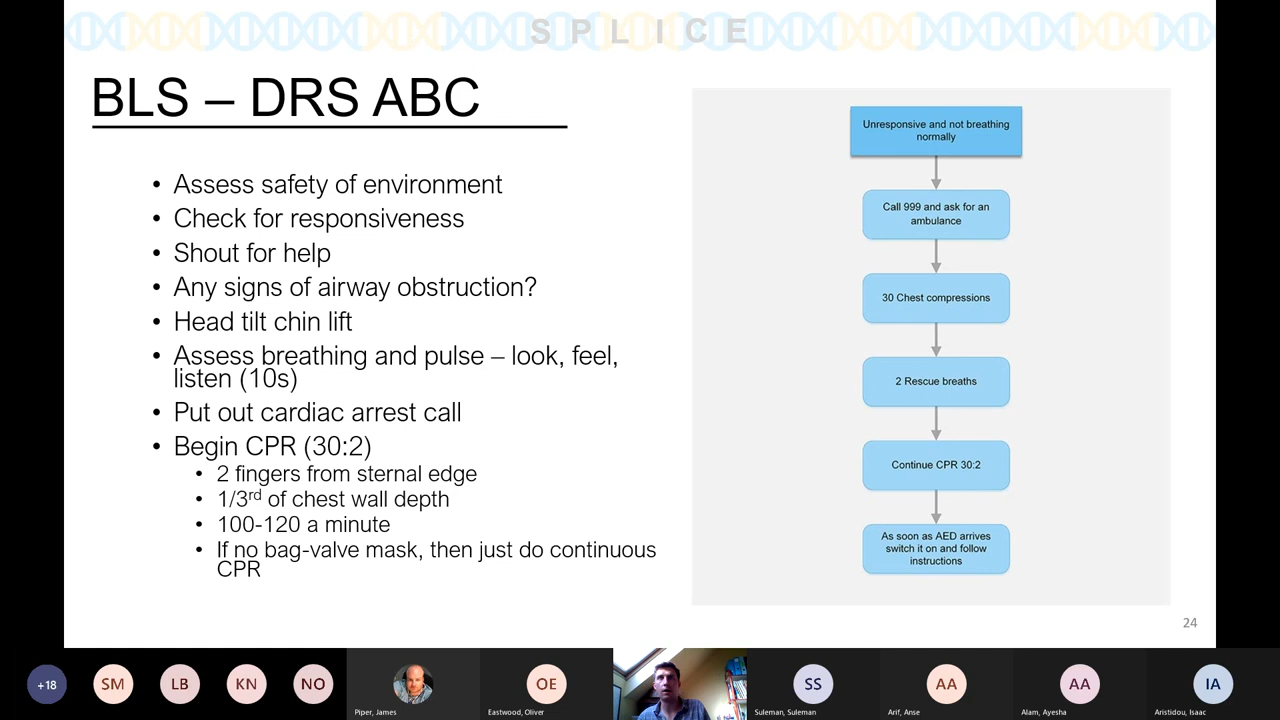 SPLICE
BLS – DRS ABC
• Assess safety of environment
• Check for responsiveness
• Shout for help
• Any signs of airway obstruction?
• Head tilt chin lift
• Assess breathing and pulse – look, feel,
listen (10s)
• Put out cardiac arrest call
• Begin CPR (30:2)
• 2 fingers from sternal edge
• 1/3rd of chest wall depth
• 100-120 a minute
• If no bag-valve mask, then just do continuous
CPR
Unresponsive and not breathing
normally
Call 999 and ask for an
ambulance
30 Chest compressions
2 Rescue breaths
Continue CPR 30:2
As soon as AED arrives
switch it on and follow
instructions
24
+18
SM
LB
KN
NO
Piper, James
OE
Eastwood, Oliver
SS
Suleman, Suleman
AA
Arif, Anse
AA
Alam, Ayesha
IA
Aristidou, Isaac